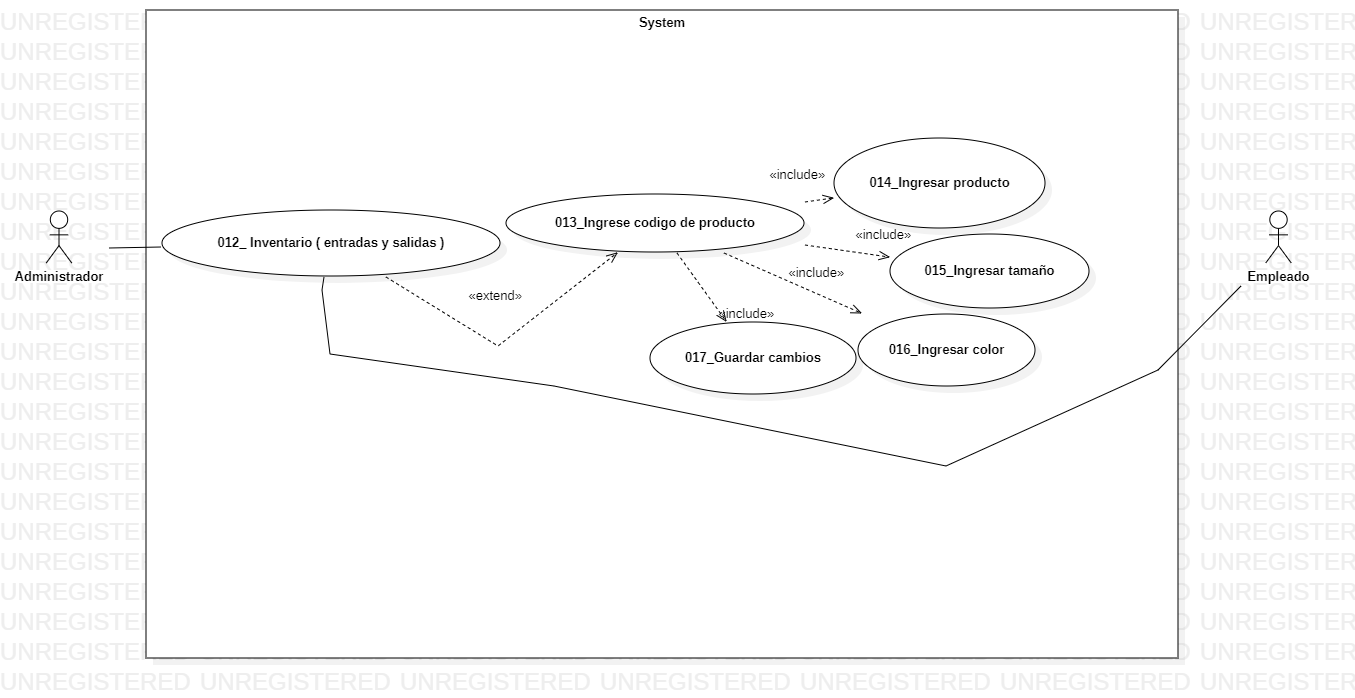 System
«include»
014_Ingresar producto
013_Ingrese codigo de producto
012_ Inventario ( entradas y salidas )
«include»
015_Ingresar tamaño
Administrador
Empleado
«include»
«extend»
«include»
016_Ingresar color
017_Guardar cambios
UNREGISTERED UNREGISTERED UNREGISTERED UNREGISTERED UNREGISTERED UNREGISTERED UNREGISTERED